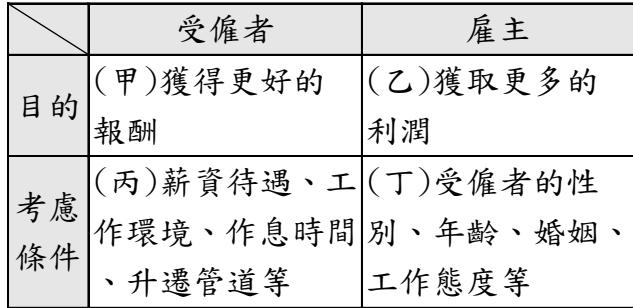 受僱者 雇主
目的 (甲)獲得更好的報酬 (乙)獲取更多的利潤
考慮條件 (丙)薪資待遇、工作環境、作息時間、升遷管道等 (丁)受僱者的性別、年齡、婚姻、工作態度等